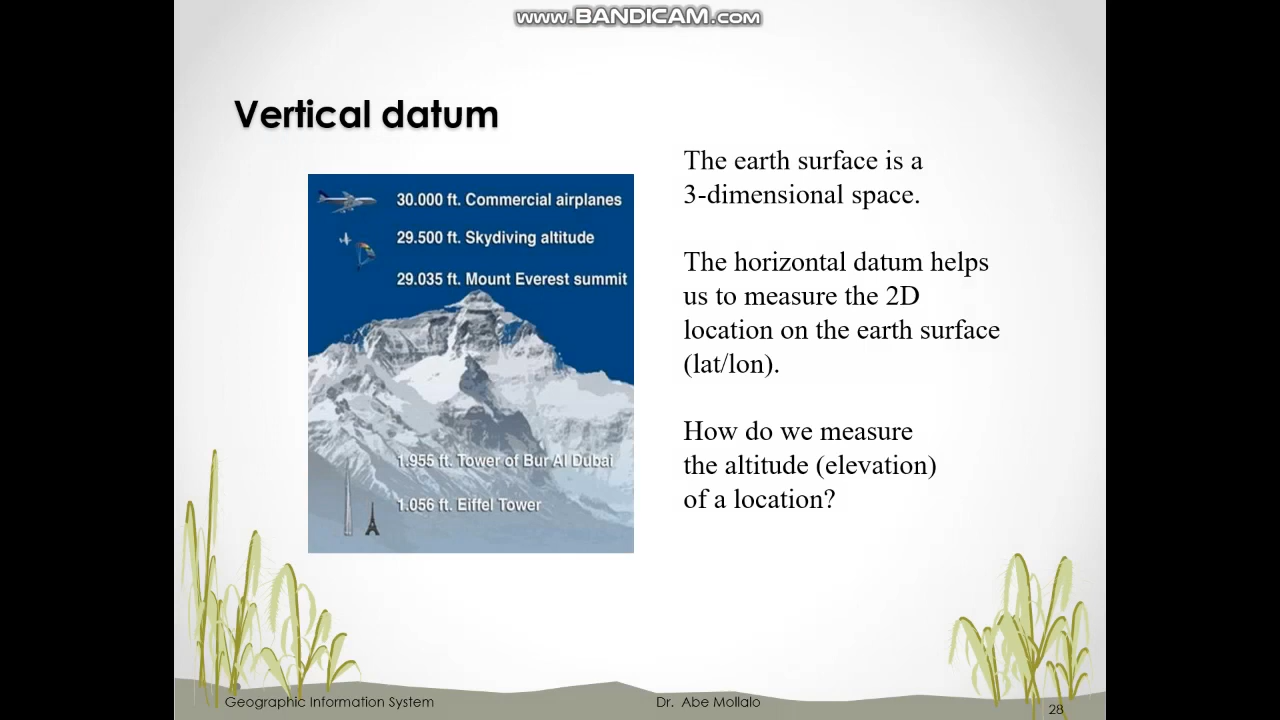 www.BANDICAM.com
Vertical datum
30.000 ft. Commercial airplanes
29.500 ft. Skydiving altitude
29.035 ft. Mount Everest summit
1.955 ft. Tower of Bur Al Dubai
1.056 ft. Eiffel Tower
The earth surface is a
3-dimensional space.
The horizontal datum helps
us to measure the 2D
location on the earth surface
(lat/lon).
How do we measure
the altitude (elevation)
of a location?
Geographic Information System
Dr. Abe Mollalo
28